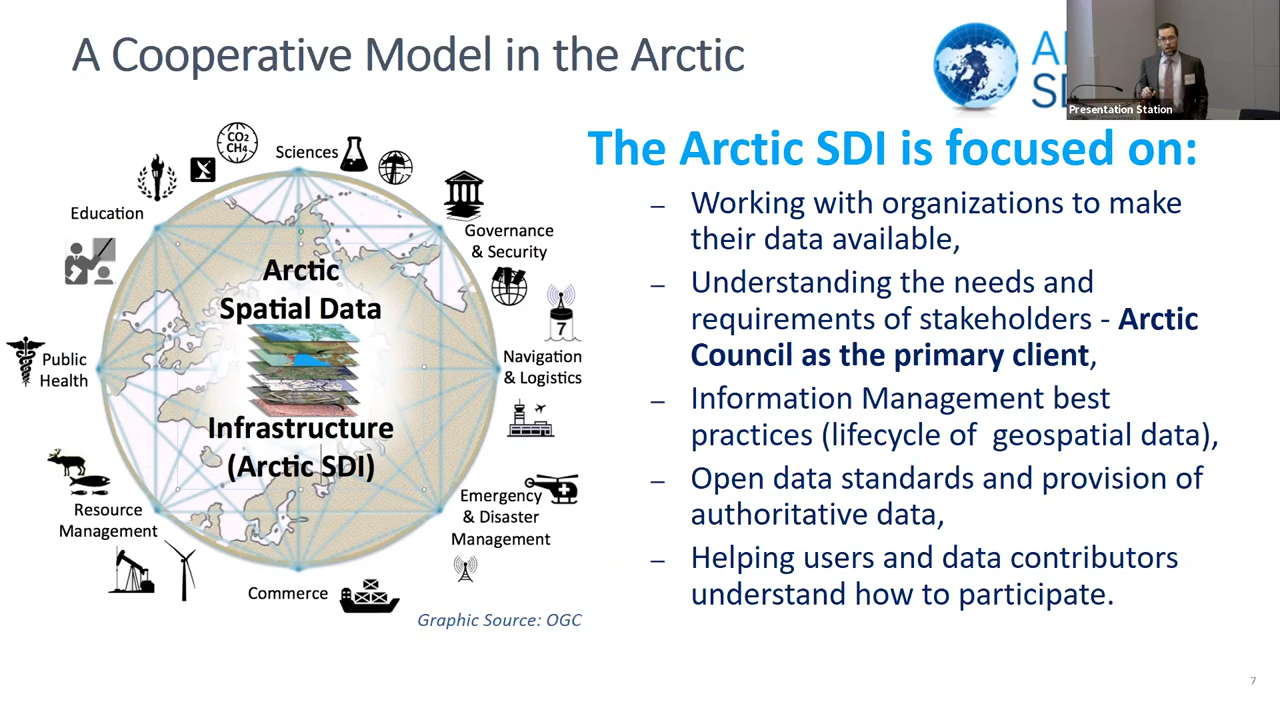 A Cooperative Model in the Arctic
Presentation Station
The Arctic SDI is focused on:
– Working with organizations to make
their data available,
– Understanding the needs and
requirements of stakeholders - Arctic
Council as the primary client,
– Information Management best
practices (lifecycle of geospatial data),
– Open data standards and provision of
authoritative data,
– Helping users and data contributors
understand how to participate.
CO2
CH4
Sciences
Education
Governance
& Security
7
Public
Health
Navigation
& Logistics
Resource
Management
Emergency
& Disaster
Management
Commerce
Arctic
Spatial Data
Infrastructure
(Arctic SDI)
Graphic Source: OGC
7